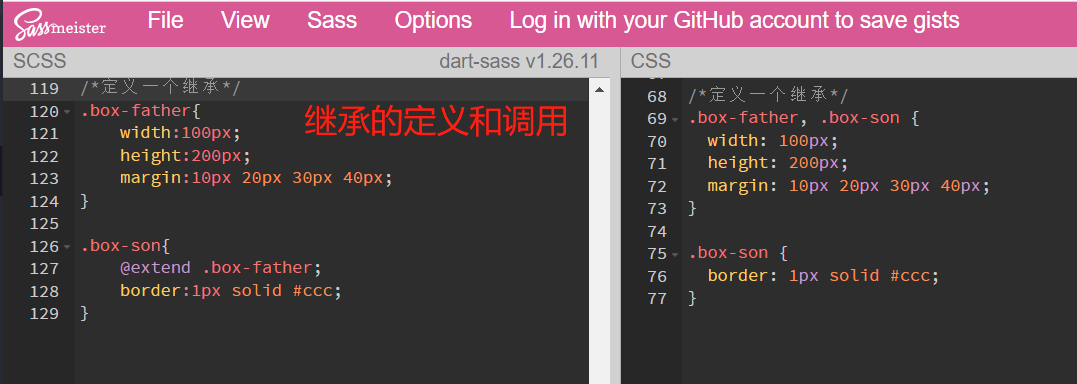 Sassmeister File View Sass Options Log in with your GitHub account to save gists
SCSS dart-sass v1.26.11
119 /*定义一个继承*/
120 .box-father{
继承的定义和调用
121 width:100px;
122 height:200px;
123 margin:10px 20px 30px 40px;
124 }
125
126 .box-son{
127 @extend .box-father;
128 border:1px solid #ccc;
129 }
CSS
68 /*定义一个继承*/
69 .box-father, .box-son {
70 width: 100px;
71 height: 200px;
72 margin: 10px 20px 30px 40px;
73 }
74
75 .box-son {
76 border: 1px solid #ccc;
77 }